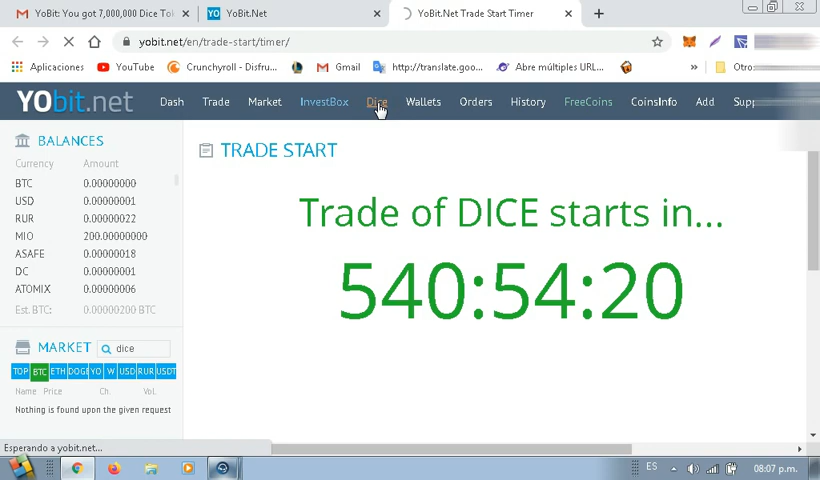 YoBit: You got 7,000,000 Dice Tok
YoBit.Net
YoBit.Net Trade Start Timer
yobit.net/en/trade-start/timer/
Aplicaciones
YouTube
Crunchyroll - Disfru...
Gmail
http://translate.goo...
Abre múltiples URL...
»
Otro
YObit.net
Dash
Trade
Market
InvestBox
Dice
Wallets
Orders
History
FreeCoins
CoinsInfo
Add
Supp
BALANCES
Currency Amount
BTC 0.00000000
USD 0.00000001
RUR 0.00000022
MIO 200.00000000
ASAFE 0.00000018
DC 0.00000001
ATOMIX 0.00000006
Est. BTC: 0.00000200 BTC
MARKET dice
TOP BTC ETH DOGE YO W USD RUR USDT
Name Price Ch. Vol.
Nothing is found upon the given request
TRADE START
Trade of DICE starts in...
540:54:20
Esperando a yobit.net...
ES
08:07 p.m.